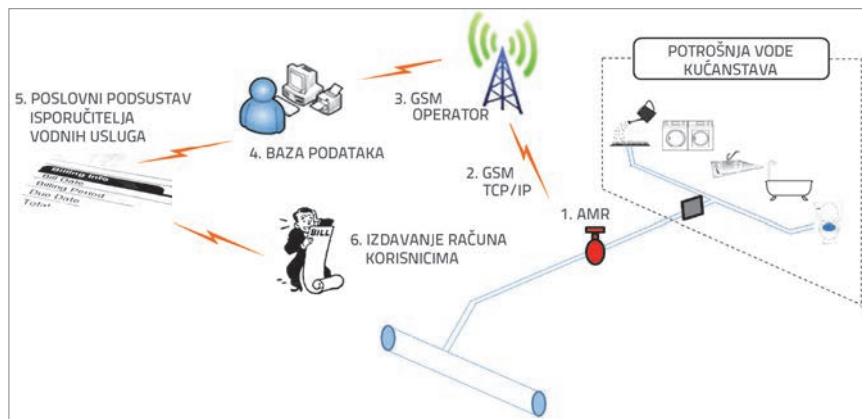 POTROŠNJA VODE
KUĆANSTAVA
5. POSLOVNI PODSUSTAV
ISPORUČITELJA
VODNIH USLUGA
3. GSM
OPERATOR
4. BAZA PODATAKA
2. GSM
TCP/IP
Billing Info
Bill Date
Billing Period
Due Date
Total
1. AMR
BILL
6. IZDAVANJE RAČUNA
KORISNICIMA